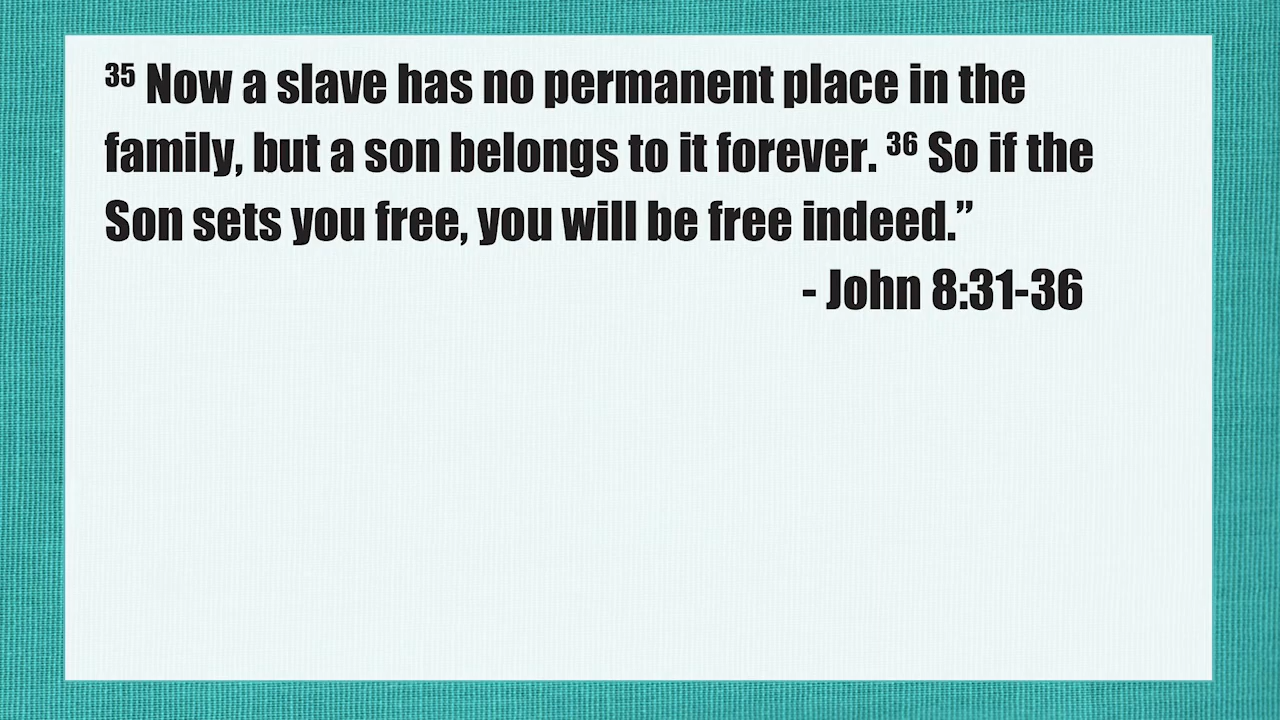 ³⁵ Now a slave has no permanent place in the
family, but a son belongs to it forever. ³⁶ So if the
Son sets you free, you will be free indeed.”
- John 8:31-36